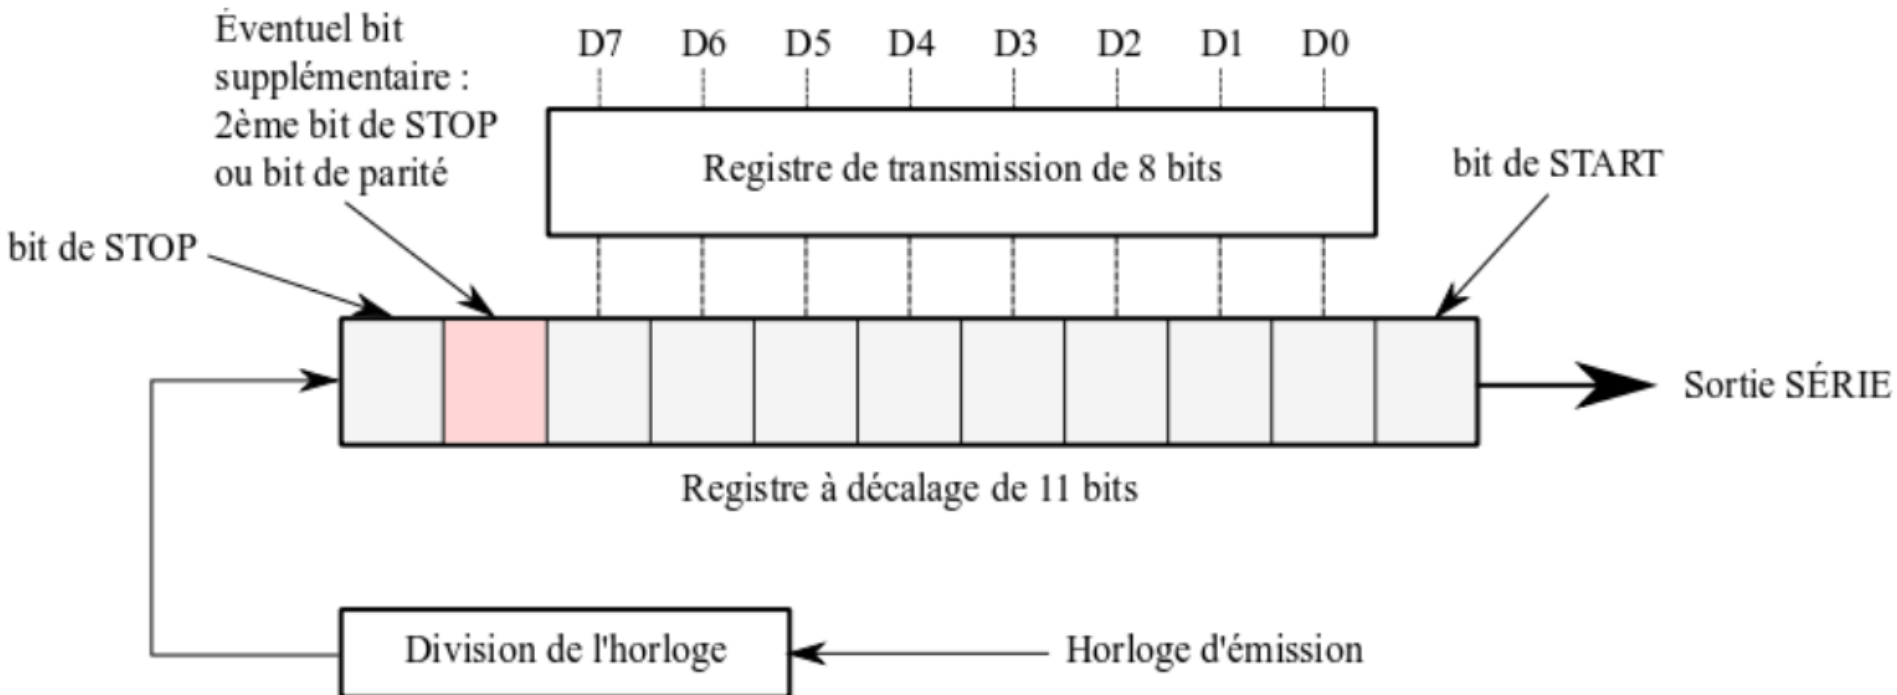 Éventuel bit
supplémentaire :
2ème bit de STOP
ou bit de parité
D7 D6 D5 D4 D3 D2 D1 D0
Registre de transmission de 8 bits
bit de START
bit de STOP
Sortie SÉRIE
Registre à décalage de 11 bits
Division de l'horloge
Horloge d'émission